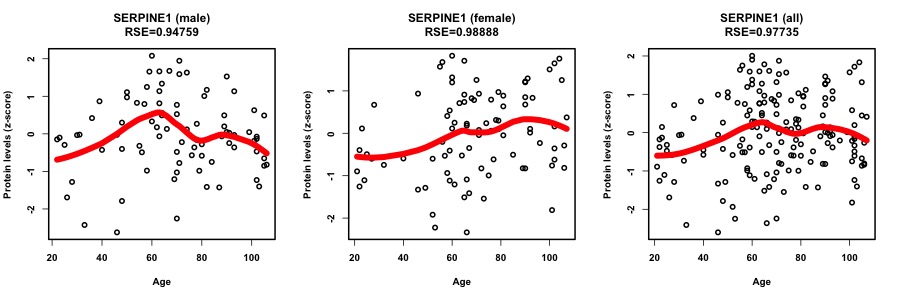 SERPINE1 (male)
RSE=0.94759
Protein levels (z-score)
2
1
0
-1
-2
20 40 60 80 100
Age
SERPINE1 (female)
RSE=0.98888
Protein levels (z-score)
2
1
0
-1
-2
20 40 60 80 100
Age
SERPINE1 (all)
RSE=0.97735
Protein levels (z-score)
2
1
0
-1
-2
20 40 60 80 100
Age